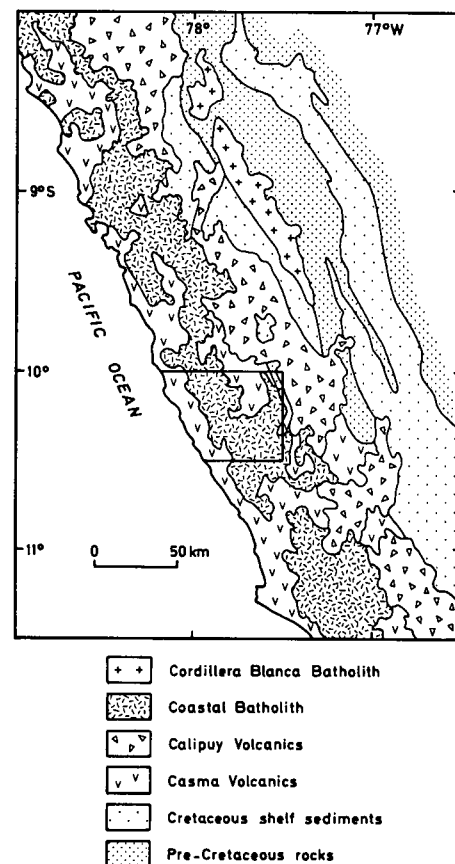 78°
77°W
9°S
PACIFIC OCEAN
10°
11°
0 50 km
Cordillera Blanca Batholith
Coastal Batholith
Calipuy Volcanics
Casma Volcanics
Cretaceous shelf sediments
Pre-Cretaceous rocks